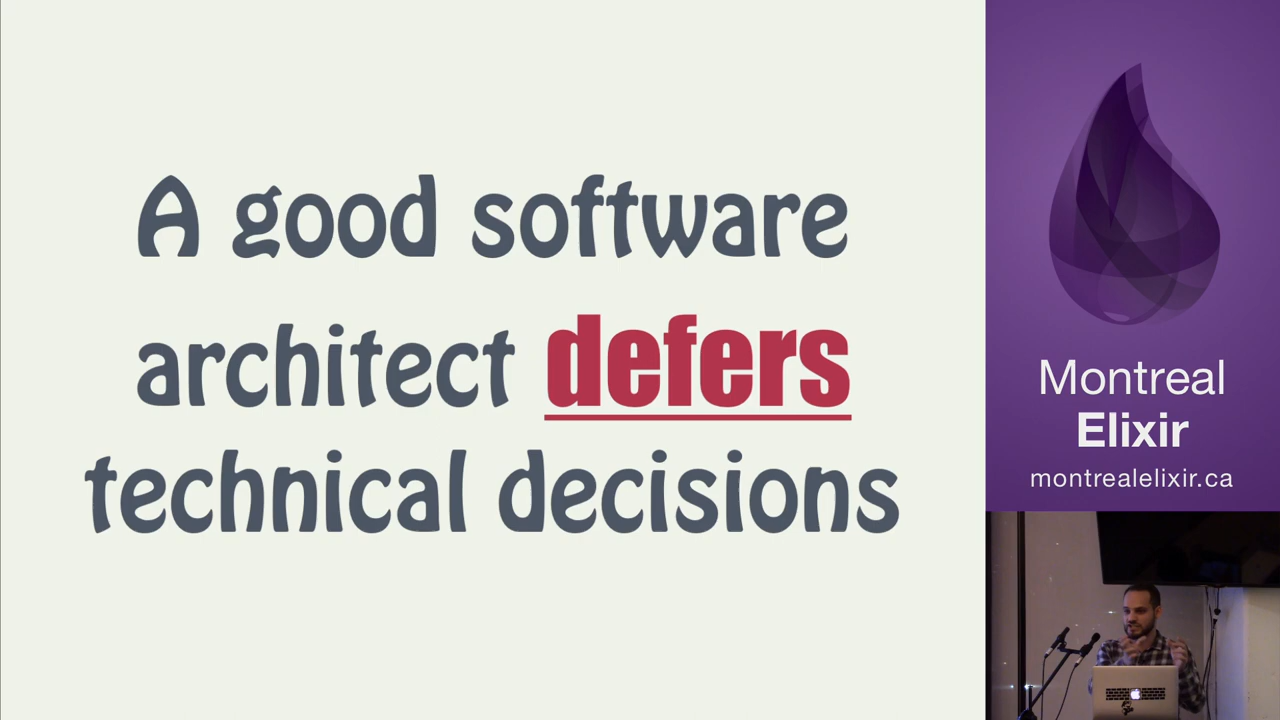 A good software
architect defers
technical decisions
Montreal
Elixir
montrealelixir.ca